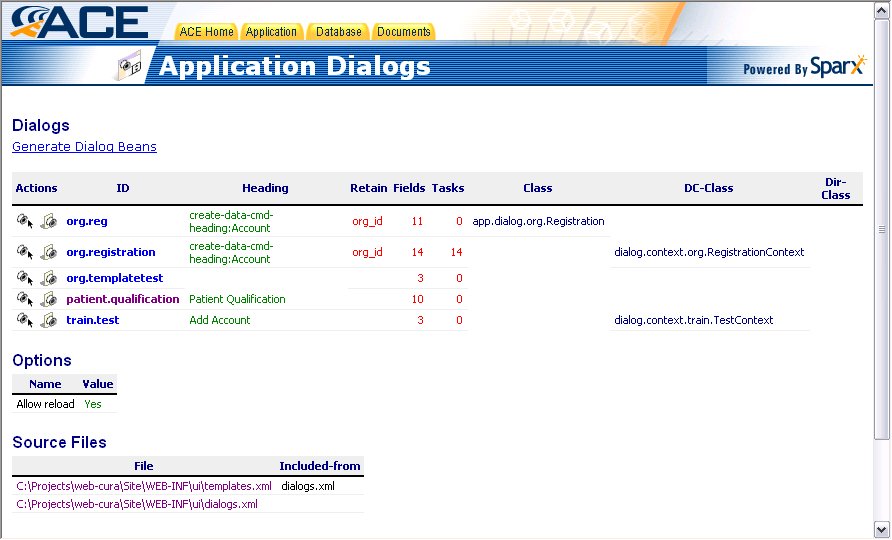 ACE
ACE Home Application Database Documents
Application Dialogs
Powered By Sparx
Dialogs
Generate Dialog Beans
Actions ID Heading Retain Fields Tasks Class DC-Class Dir-
Class
org.reg create-data-cmd-
heading:Account org_id 11 0 app.dialog.org.Registration
org.registration create-data-cmd-
heading:Account org_id 14 14 dialog.context.org.RegistrationContext
org.templatetest 3 0
patient.qualification Patient Qualification 10 0
train.test Add Account 3 0 dialog.context.train.TestContext
Options
Name Value
Allow reload Yes
Source Files
File Included-from
C:\Projects\web-cura\Site\WEB-INF\ui\templates.xml dialogs.xml
C:\Projects\web-cura\Site\WEB-INF\ui\dialogs.xml